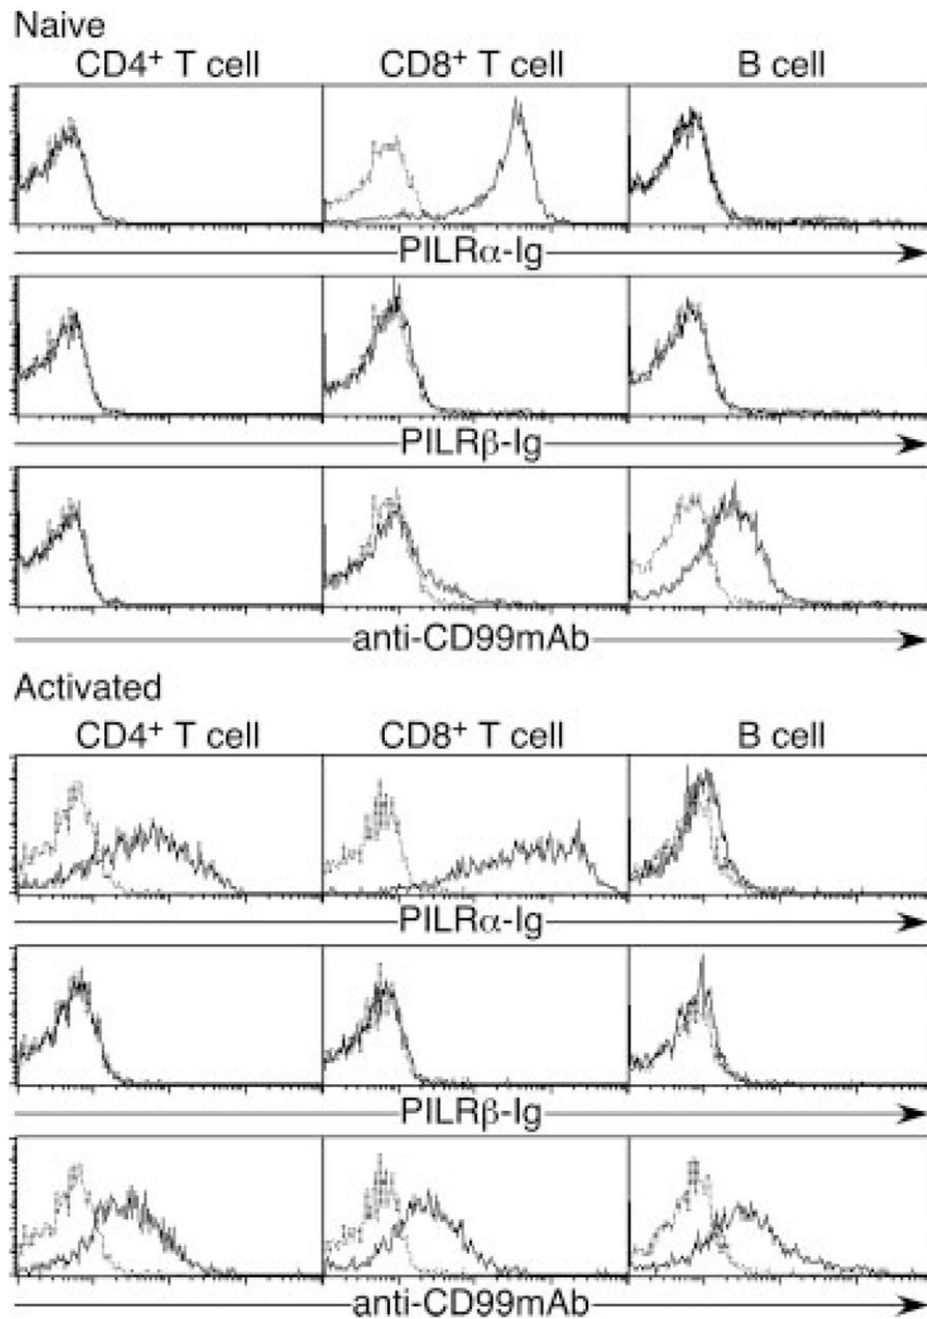 Naive
CD4+ T cell CD8+ T cell B cell
PILRα-Ig
PILRβ-Ig
anti-CD99mAb
Activated
CD4+ T cell CD8+ T cell B cell
PILRα-Ig
PILRβ-Ig
anti-CD99mAb